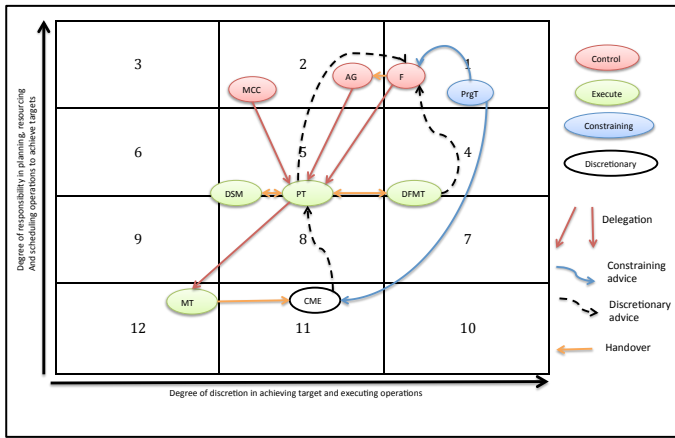 Degree of responsibility in planning, resourcing
And scheduling operations to achieve targets
3
2
1
MCC
AG
F
PrgT
6
5
4
DSM
PT
DFMT
9
8
7
MT
CME
12
11
10
Degree of discretion in achieving target and executing operations
Control
Execute
Constraining
Discretionary
Delegation
Constraining
advice
Discretionary
advice
Handover